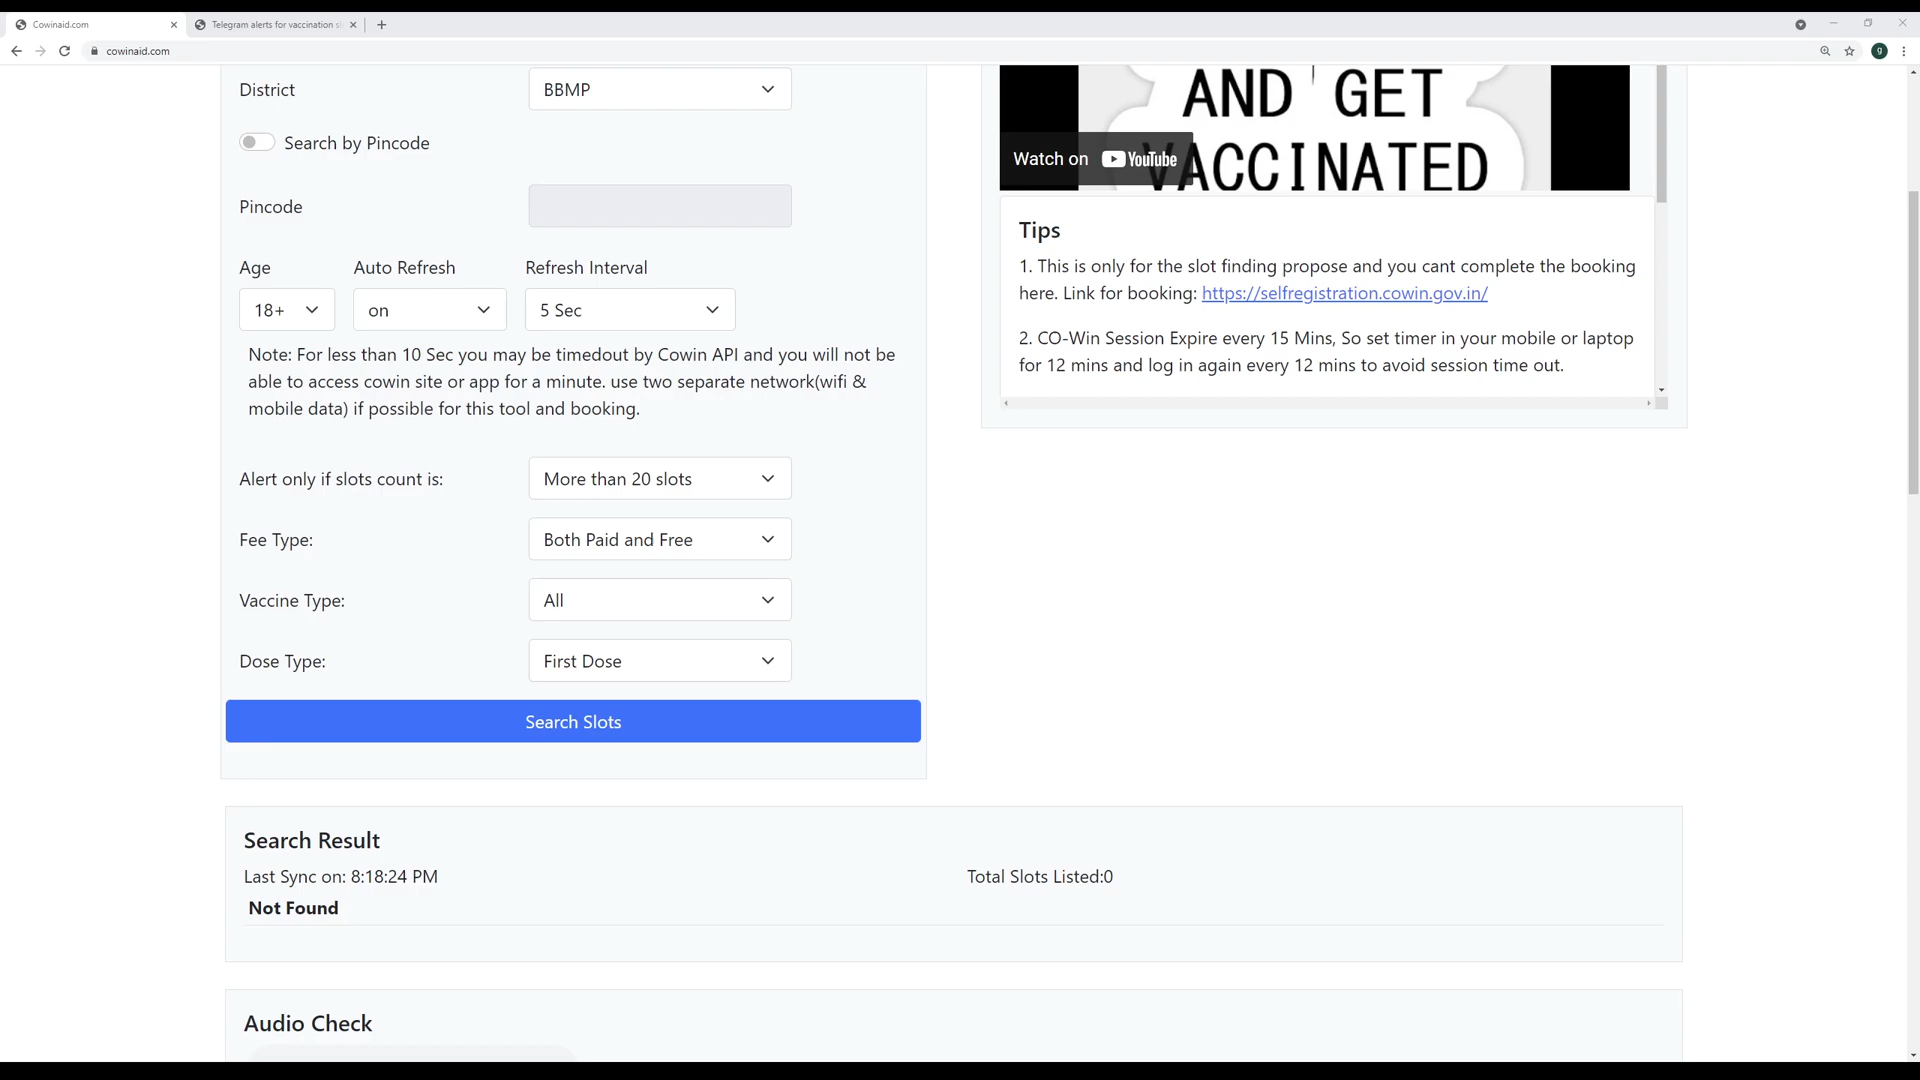 Cowinaid.com
Telegram alerts for vaccination sl
cowinaid.com
g
District
BBMP
Search by Pincode
Pincode
Age
Auto Refresh
Refresh Interval
18+
on
5 Sec
Note: For less than 10 Sec you may be timedout by Cowin API and you will not be
able to access cowin site or app for a minute. use two separate network(wifi &
mobile data) if possible for this tool and booking.
Alert only if slots count is:
More than 20 slots
Fee Type:
Both Paid and Free
Vaccine Type:
All
Dose Type:
First Dose
Search Slots
AND GET
VACCINATED
Watch on YouTube
Tips
1. This is only for the slot finding propose and you cant complete the booking
here. Link for booking: https://selfregistration.cowin.gov.in/
2. CO-Win Session Expire every 15 Mins, So set timer in your mobile or laptop
for 12 mins and log in again every 12 mins to avoid session time out.
Search Result
Last Sync on: 8:18:24 PM
Total Slots Listed:0
Not Found
Audio Check